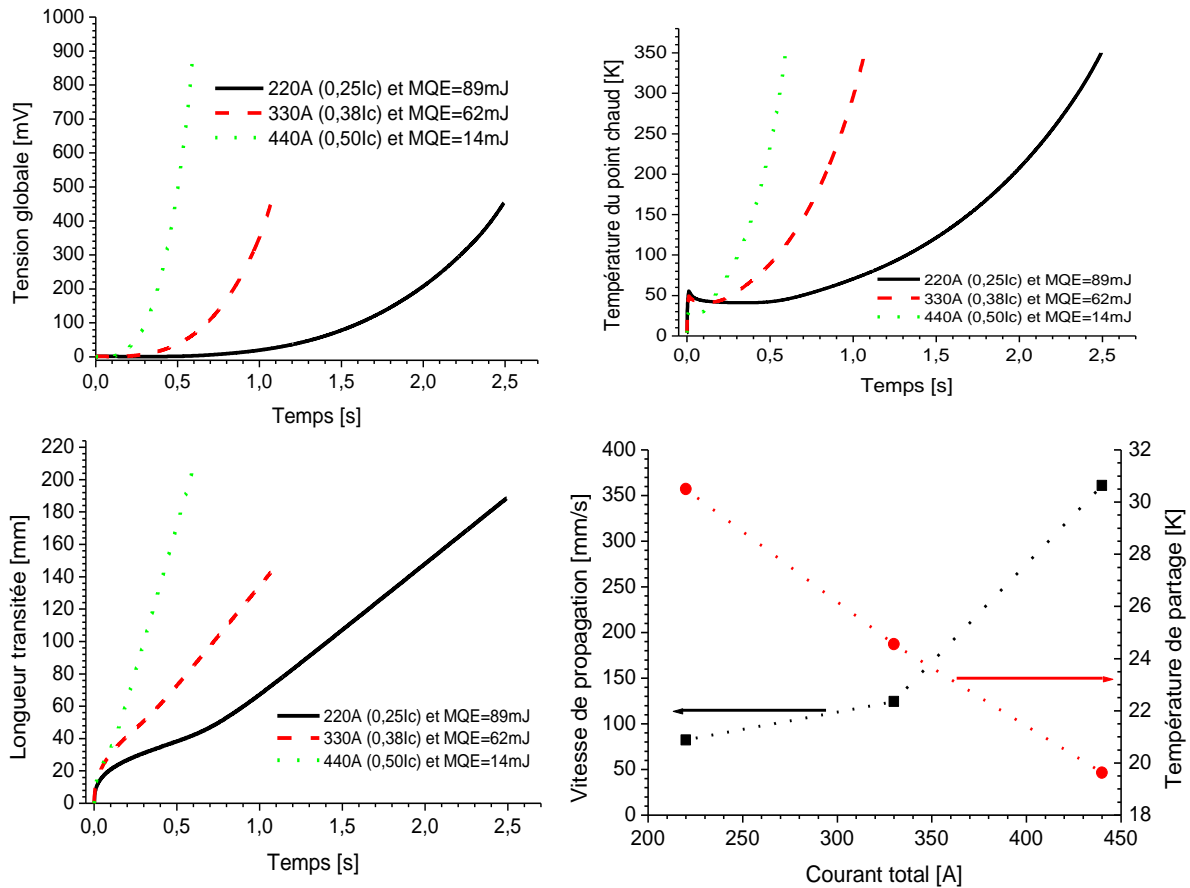 1000
900
800
700
600
500
400
300
200
100
0
Tension globale [mV]
220A (0,25Ic) et MQE=89mJ
330A (0,38Ic) et MQE=62mJ
440A (0,50Ic) et MQE=14mJ
0,0 0,5 1,0 1,5 2,0 2,5
Temps [s]
350
300
250
200
150
100
50
0
Température du point chaud [K]
220A (0,25Ic) et MQE=89mJ
330A (0,38Ic) et MQE=62mJ
440A (0,50Ic) et MQE=14mJ
0,0 0,5 1,0 1,5 2,0 2,5
Temps [s]
220
200
180
160
140
120
100
80
60
40
20
0
Longueur transitée [mm]
220A (0,25Ic) et MQE=89mJ
330A (0,38Ic) et MQE=62mJ
440A (0,50Ic) et MQE=14mJ
0,0 0,5 1,0 1,5 2,0 2,5
Temps [s]
400
350
300
250
200
150
100
50
0
Vitesse de propagation [mm/s]
32
30
28
26
24
22
20
18
Température de partage [K]
200 250 300 350 400 450
Courant total [A]